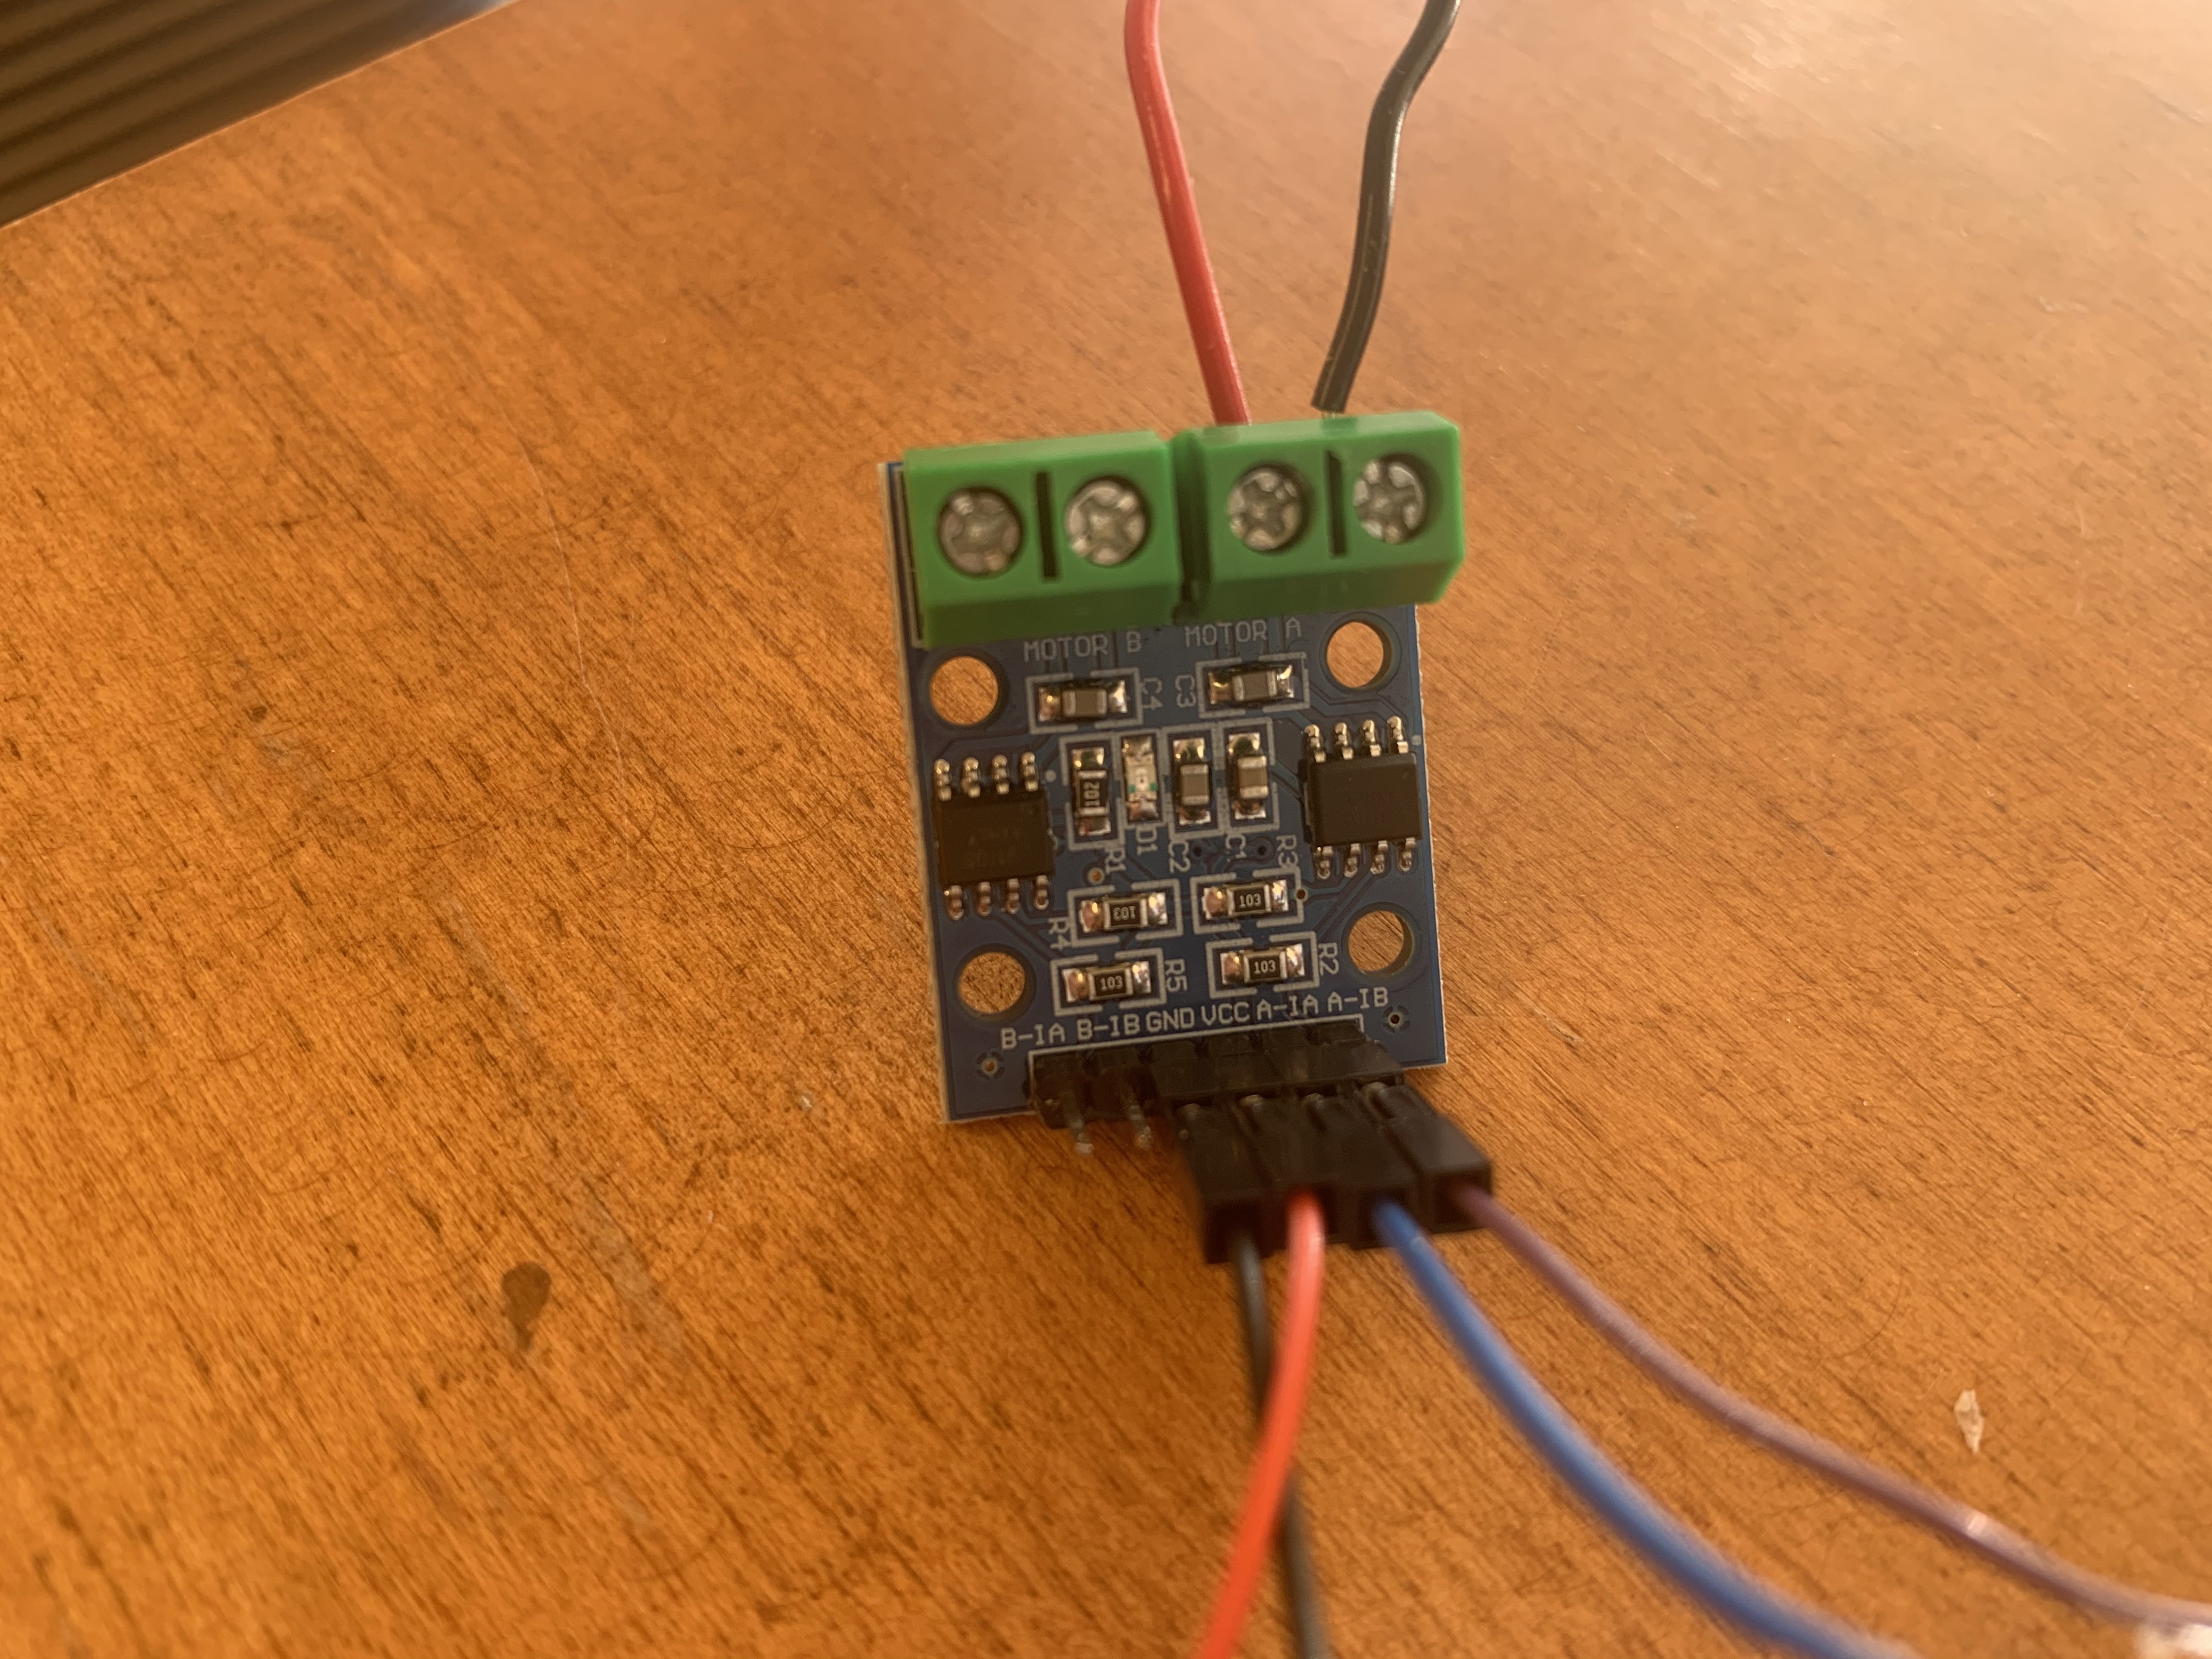 MOTOR B MOTOR A
C4 C3
102
R1 D1 C2 C1 R3
103 103
R4
103 103
R5 R2
B-IA B-IB GND VCC A-IA A-IB